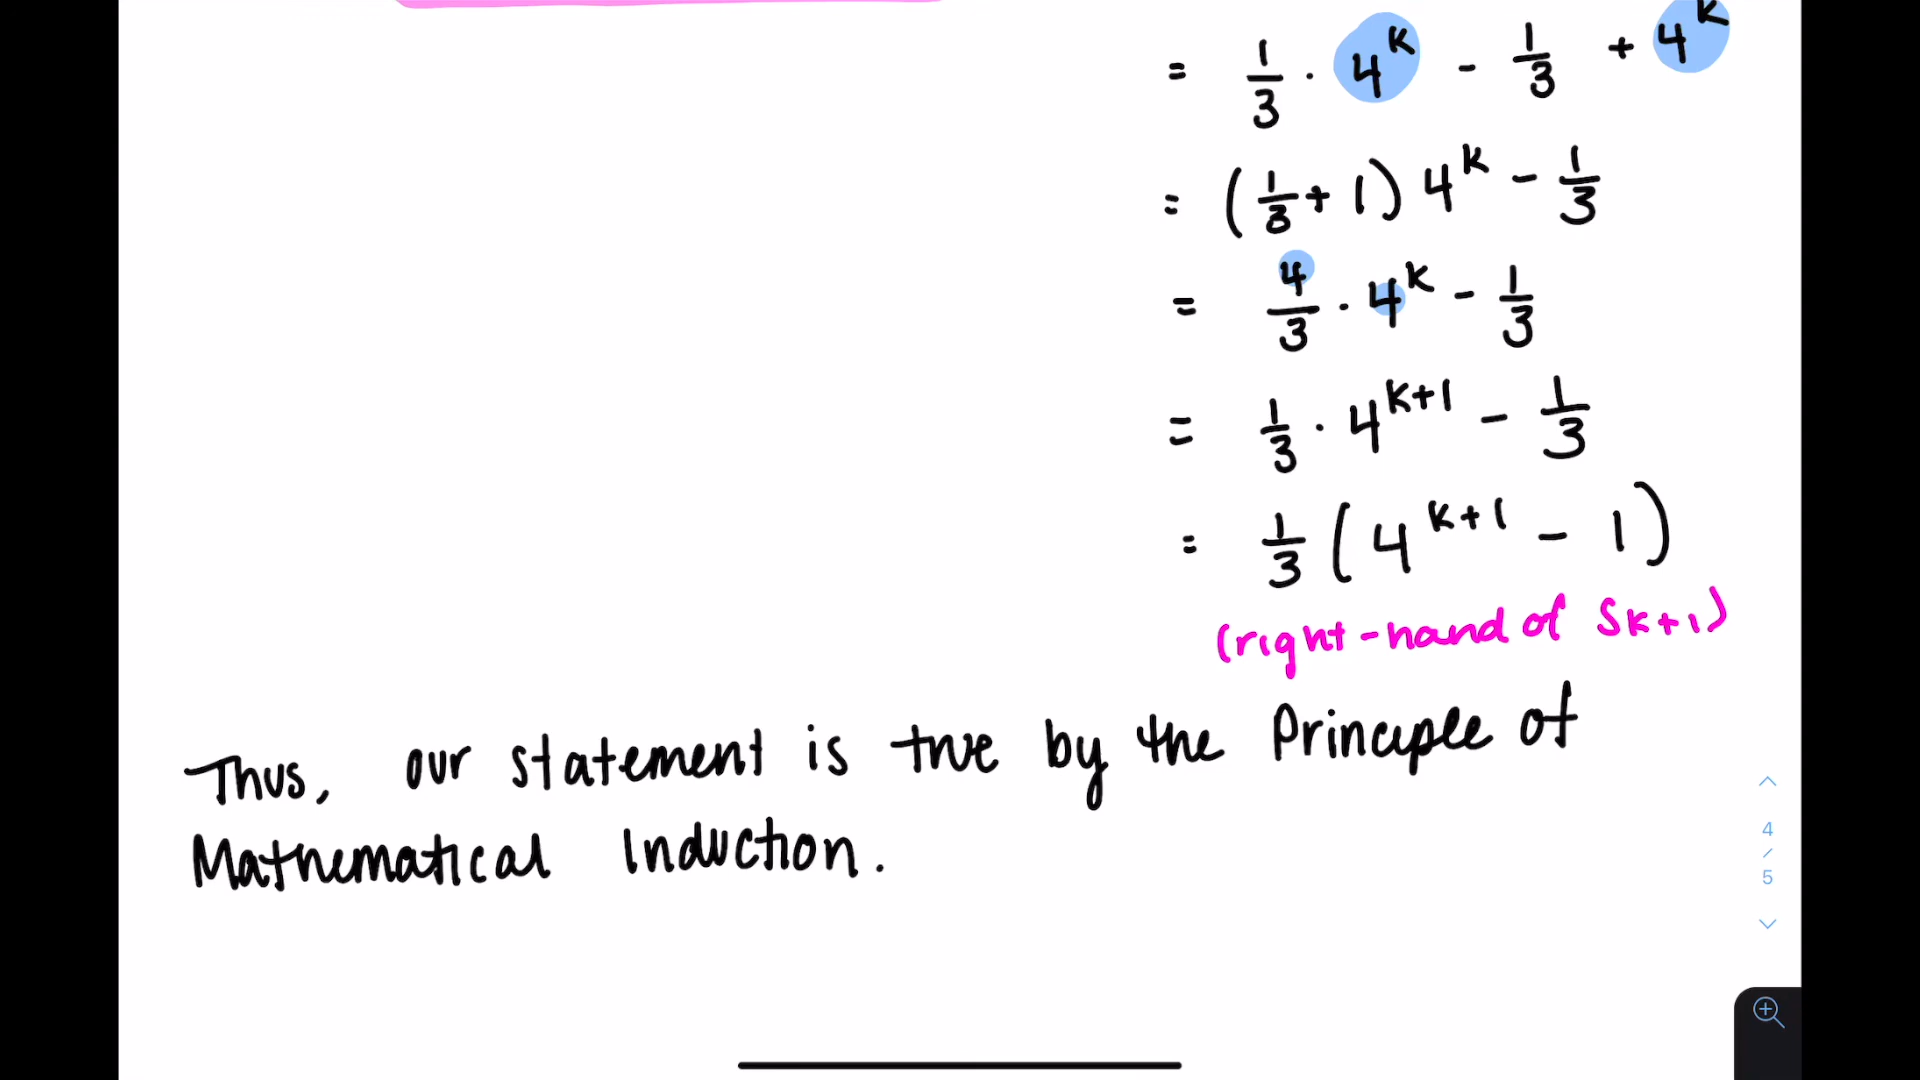 = 1/3 · 4^k - 1/3 + 4^k
= (1/3 + 1) 4^k - 1/3
= 4/3 · 4^k - 1/3
= 1/3 · 4^{k+1} - 1/3
= 1/3 (4^{k+1} - 1)
(right-hand of S_{k+1})
Thus, our statement is true by the Principle of
Mathematical Induction.
4
/
5